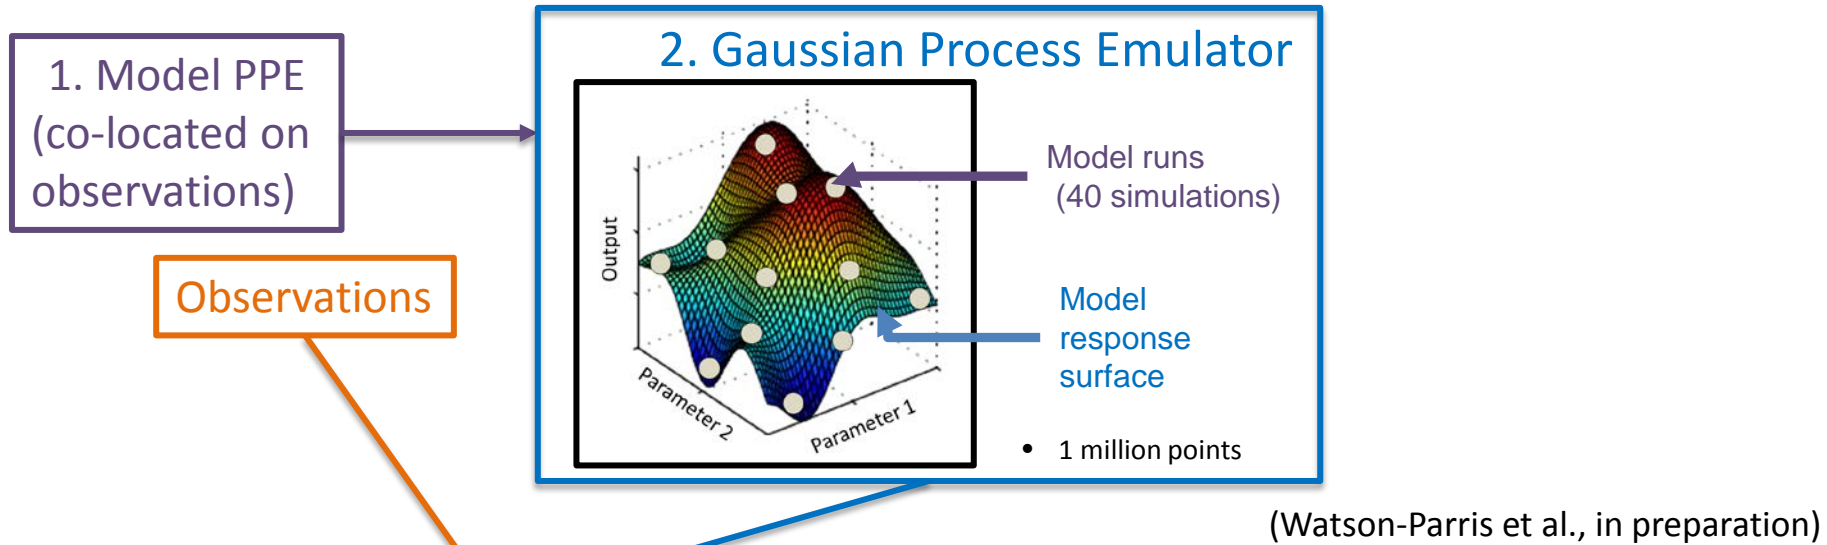 1. Model PPE
(co-located on
observations)
2. Gaussian Process Emulator
Observations
Output
Parameter 2
Parameter 1
Model runs
(40 simulations)
Model
response
surface
• 1 million points
(Watson-Parris et al., in preparation)